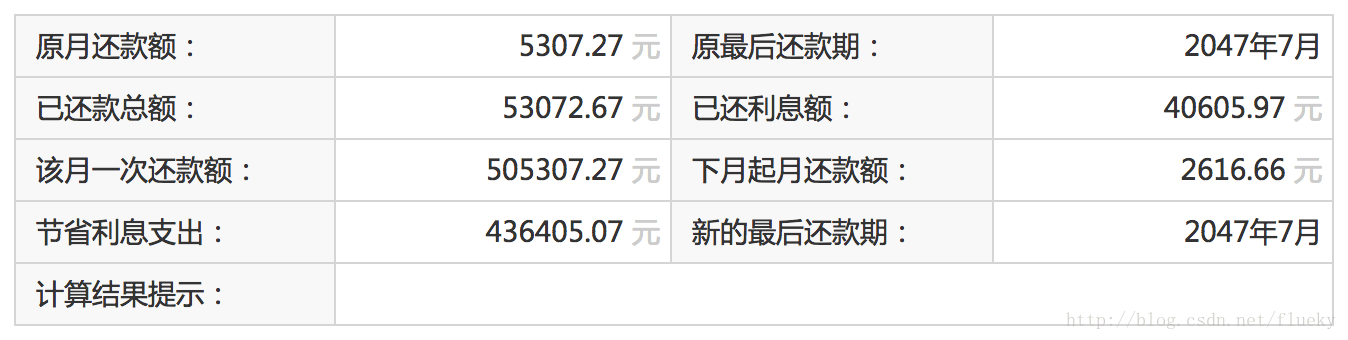 原月还款额： 5307.27 元 原最后还款期： 2047年7月
已还款总额： 53072.67 元 已还利息额： 40605.97 元
该月一次还款额： 505307.27 元 下月起月还款额： 2616.66 元
节省利息支出： 436405.07 元 新的最后还款期： 2047年7月
计算结果提示：
http://blog.csdn.net/flueky